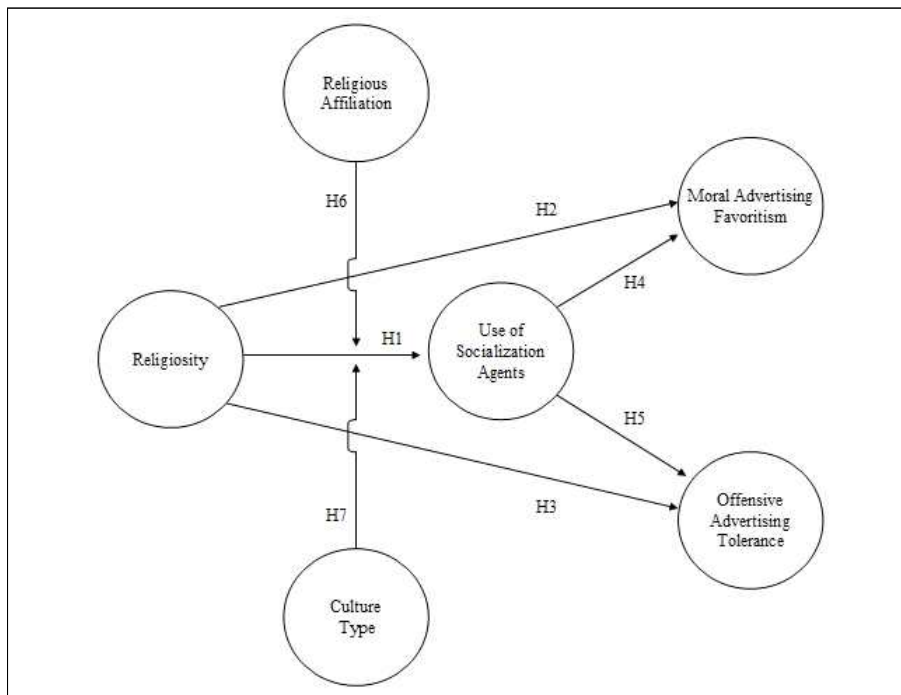 Religious
Affiliation
H6
H2
Moral Advertising
Favoritism
H4
H1
Use of
Socialization
Agents
Religiosity
H5
H3
Offensive
Advertising
Tolerance
H7
Culture
Type